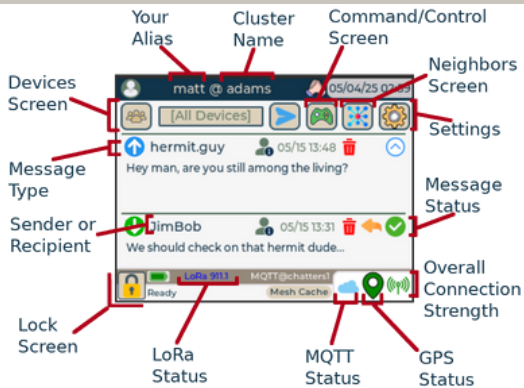 Your
Alias
Cluster
Name
Command/Control
Screen
Devices
Screen
Neighbors
Screen
matt @ adams
05/04/25 02:59
[All Devices]
Settings
Message
Type
hermit.guy
05/15 13:48
Hey man, are you still among the living?
Message
Status
Sender or
Recipient
JimBob
05/15 13:31
We should check on that hermit dude...
Overall
Connection
Strength
LoRa 911.1
MQTT@chatters1
Ready
Mesh Cache
Lock
Screen
LoRa
Status
MQTT
Status
GPS
Status